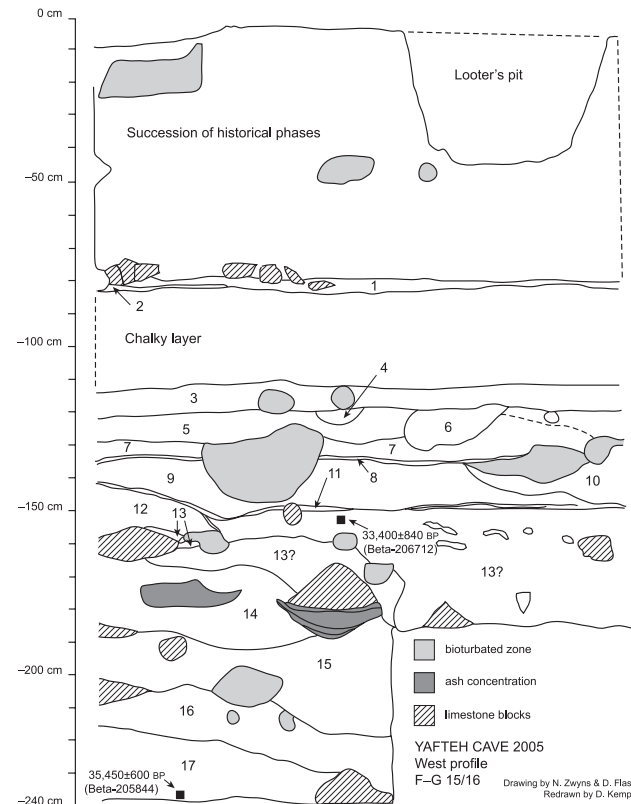 0 cm
Looter's pit
Succession of historical phases
–50 cm
1
2
–100 cm
Chalky layer
4
3
5
6
7
7
8
9
11
10
–150 cm
12
13
33,400±840 BP
(Beta-206712)
13?
13?
14
15
bioturbated zone
–200 cm
ash concentration
16
limestone blocks
17
YAFTEH CAVE 2005
West profile
F–G 15/16
35,450±600 BP
(Beta-205844)
Drawing by N. Zwyns & D. Flas
Redrawn by D. Kemp
–240 cm